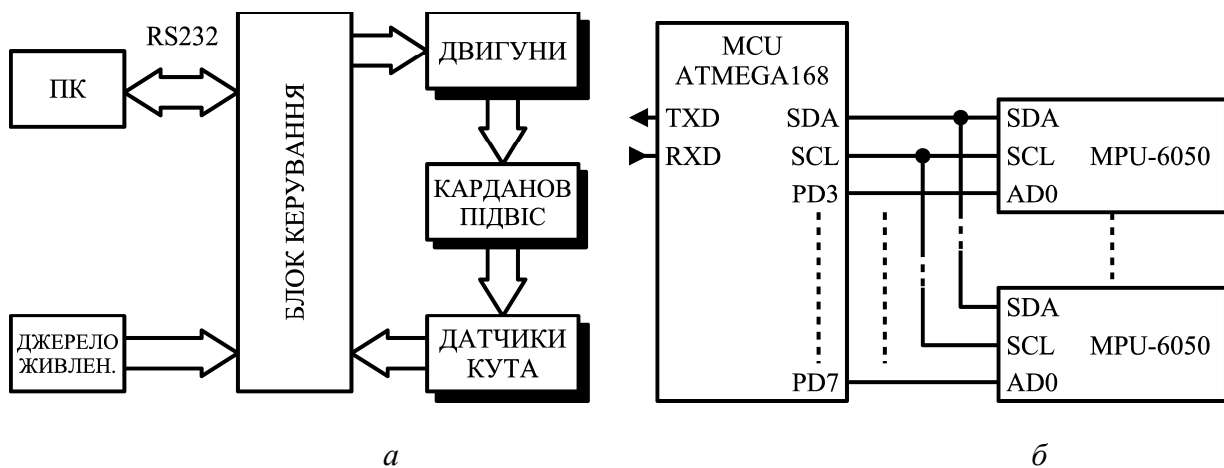 RS232
ПК
БЛОК КЕРУВАННЯ
ДВИГУНИ
КАРДАНОВ
ПІДВІС
ДАТЧИКИ
КУТА
ДЖЕРЕЛО
ЖИВЛЕН.
а
MCU
ATMEGA168
TXD
RXD
SDA
SCL
PD3
PD7
SDA
SCL
AD0
MPU-6050
SDA
SCL
AD0
MPU-6050
б